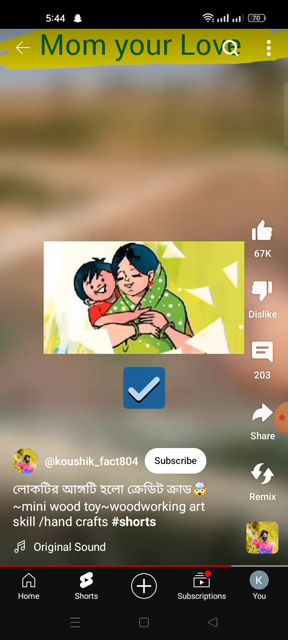 5:44
70
Mom your Love
67K
Dislike
203
Share
@koushik_fact804
Subscribe
লোকটির আঙ্গটি হলো ক্রেডিট ক্রাড🤯
~mini wood toy~woodworking art
skill /hand crafts #shorts
Remix
Original Sound
Home
Shorts
Subscriptions
K
You